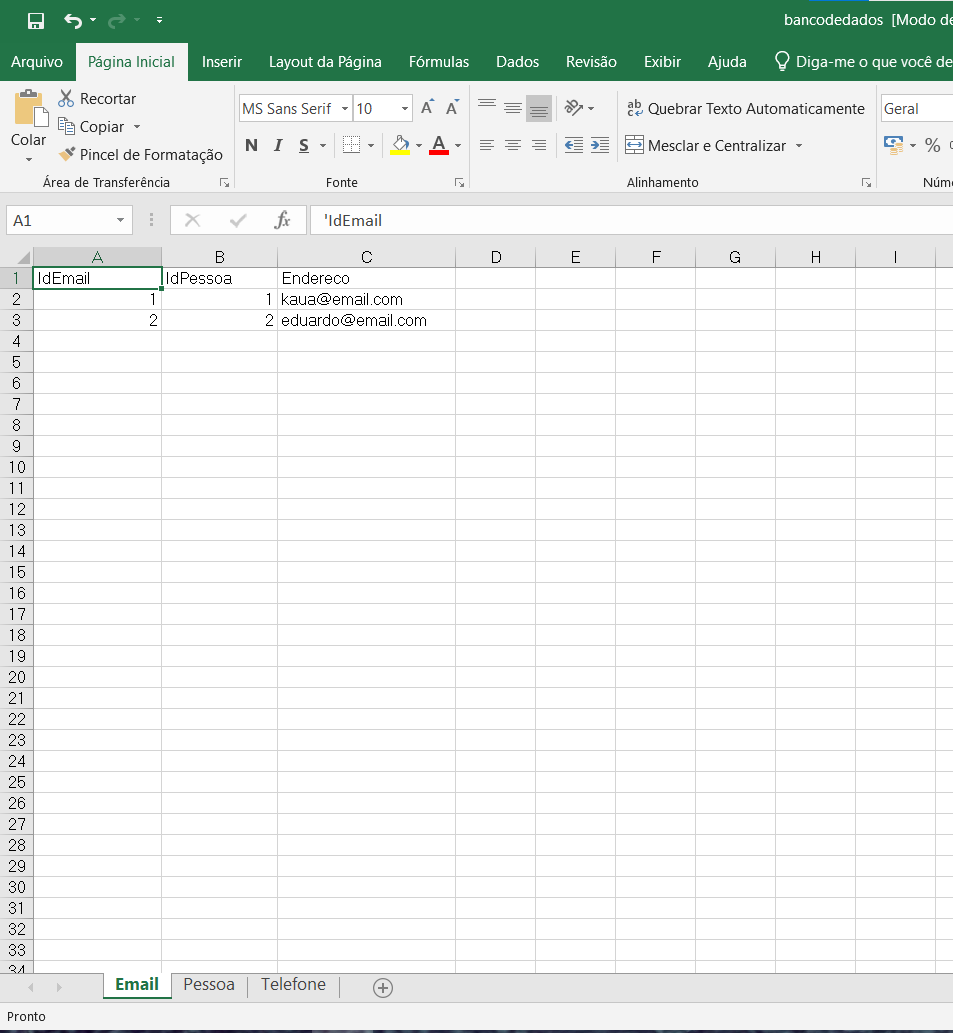 bancodedados [Modo de
Arquivo Página Inicial Inserir Layout da Página Fórmulas Dados Revisão Exibir Ajuda Diga-me o que você de
Colar
Recortar
Copiar
Pincel de Formatação
Área de Transferência
MS Sans Serif 10
N I S
Fonte
Quebrar Texto Automaticamente
Mesclar e Centralizar
Alinhamento
Geral
%
Núm
A1 fx 'IdEmail
A B C D E F G H I
1 IdEmail IdPessoa Endereco
2 1 1 kaua@email.com
3 2 2 eduardo@email.com
4
5
6
7
8
9
10
11
12
13
14
15
16
17
18
19
20
21
22
23
24
25
26
27
28
29
30
31
32
33
34
Email Pessoa Telefone
Pronto